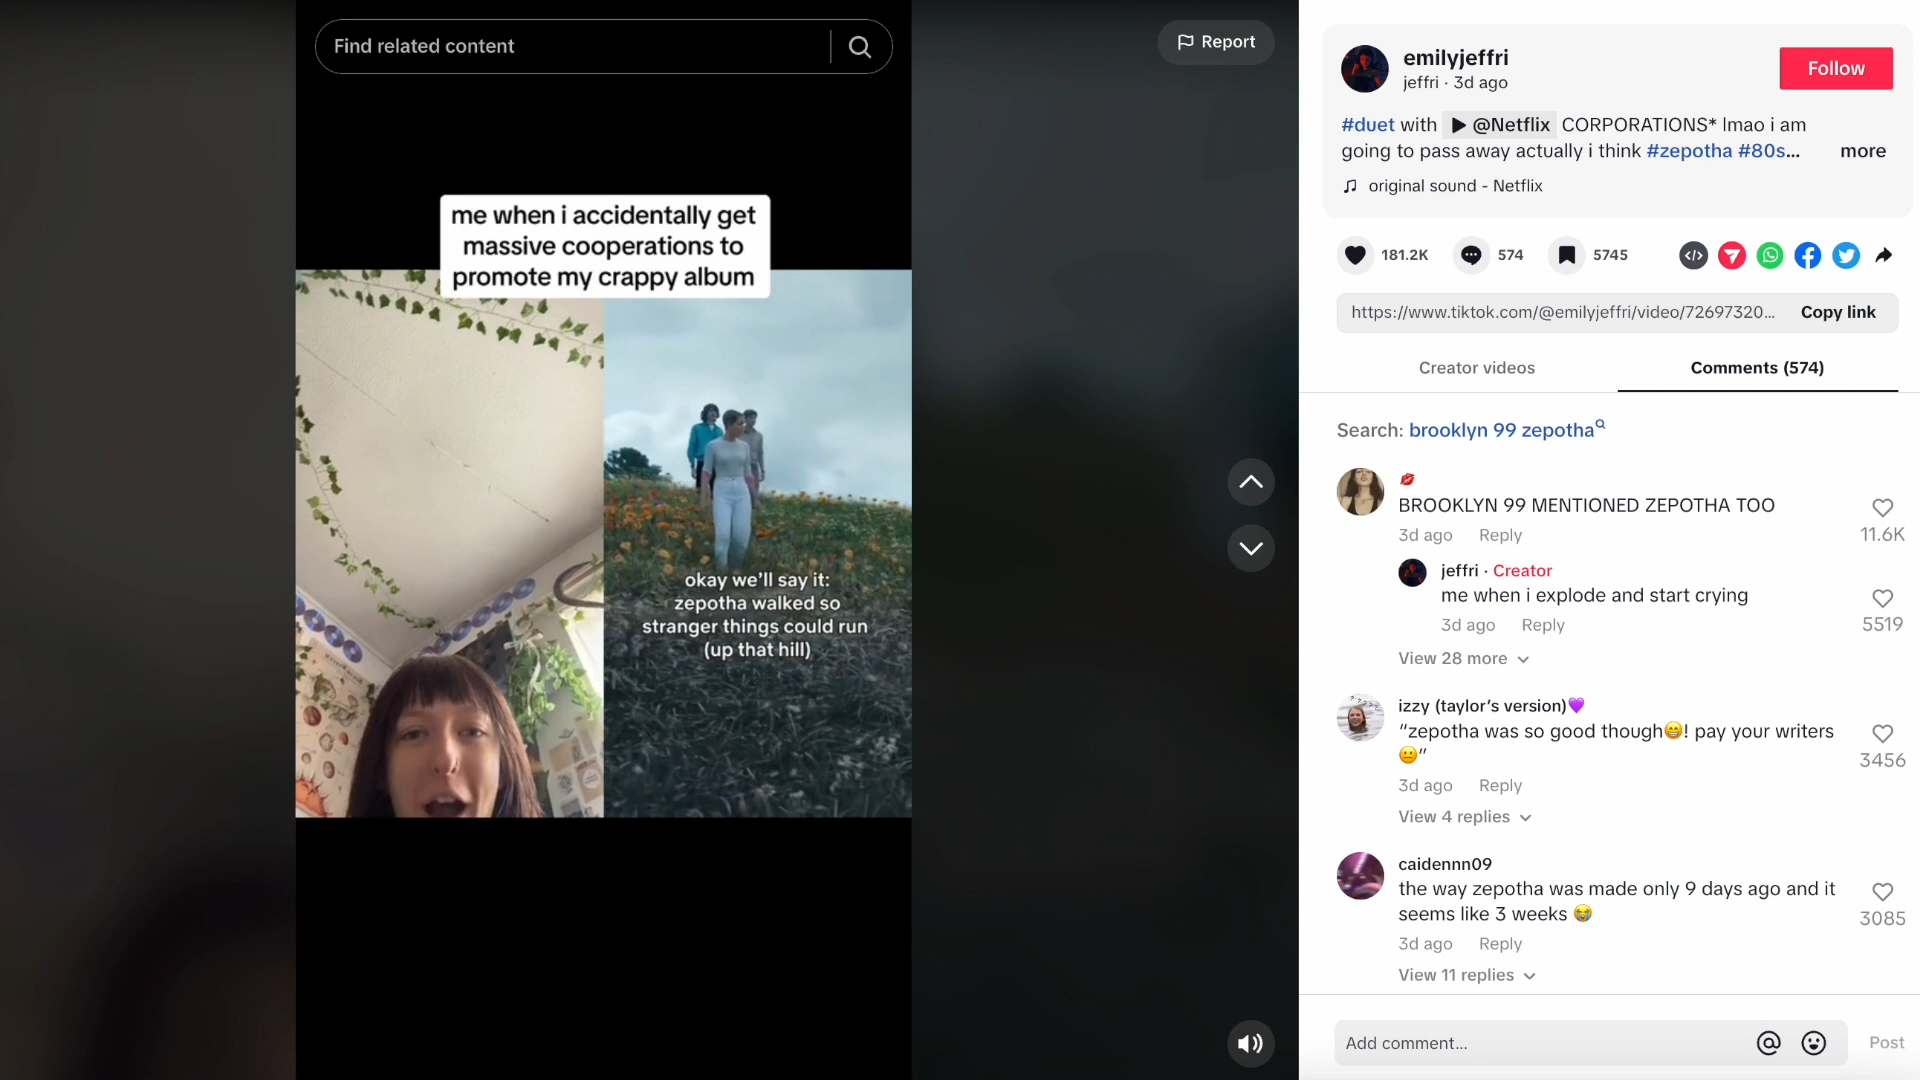 Find related content
Report
me when i accidentally get
massive cooperations to
promote my crappy album
okay we’ll say it:
zepotha walked so
stranger things could run
(up that hill)
emilyjeffri
jeffri · 3d ago
Follow
#duet with @Netflix CORPORATIONS* lmao i am
going to pass away actually i think #zepotha #80s...
more
original sound - Netflix
181.2K
574
5745
https://www.tiktok.com/@emilyjeffri/video/72697320...
Copy link
Creator videos
Comments (574)
Search: brooklyn 99 zepotha
💋
BROOKLYN 99 MENTIONED ZEPOTHA TOO
3d ago Reply
11.6K
jeffri · Creator
me when i explode and start crying
3d ago Reply
5519
View 28 more
izzy (taylor’s version)💜
“zepotha was so good though😁! pay your writers
😐”
3d ago Reply
3456
View 4 replies
caidennn09
the way zepotha was made only 9 days ago and it
seems like 3 weeks 😭
3d ago Reply
3085
View 11 replies
Add comment...
Post